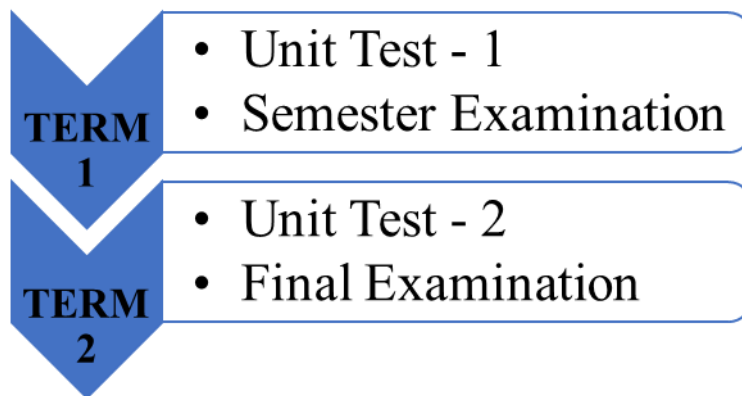 TERM
1
• Unit Test - 1
• Semester Examination
TERM
2
• Unit Test - 2
• Final Examination